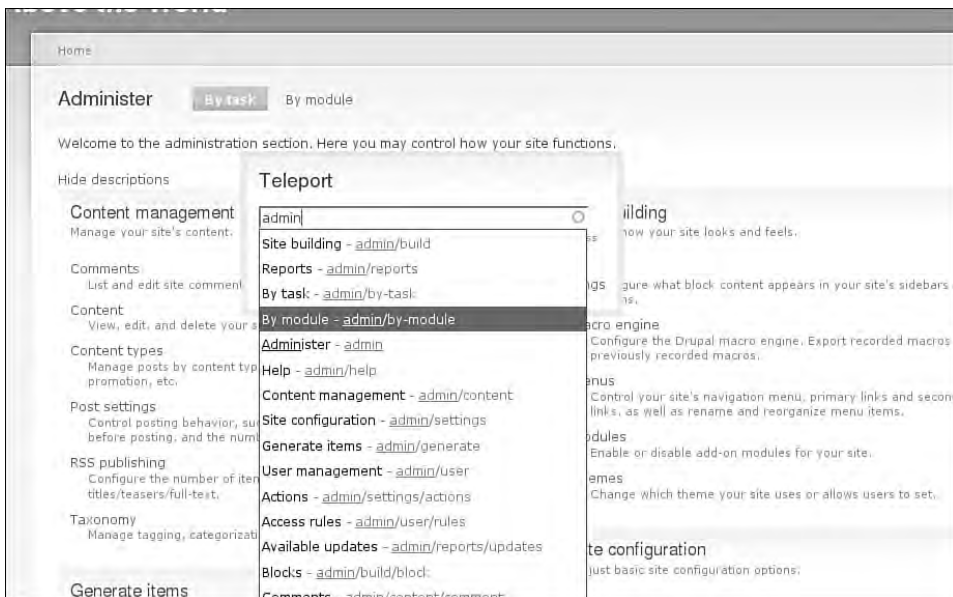 Home
Administer By task By module
Welcome to the administration section. Here you may control how your site functions.
Hide descriptions
Content management
Manage your site's content.
Comments
List and edit site commen
Content
View, edit, and delete your s
Content types
Manage posts by content typ
promotion, etc.
Post settings
Control posting behavior, su
before posting, and the num
RSS publishing
Configure the number of iten
titles/teasers/full-text.
Taxonomy
Manage tagging, categorizati
Generate items
Teleport
admin
Site building - admin/build
Reports - admin/reports
By task - admin/by-task
By module - admin/by-module
Administer - admin
Help - admin/help
Content management - admin/content
Site configuration - admin/settings
Generate items - admin/generate
User management - admin/user
Actions - admin/settings/actions
Access rules - admin/user/rules
Available updates - admin/reports/updates
Blocks - admin/build/block
Comments - admin/content/comment
ilding
how your site looks and feels.
ss
gs
gure what block content appears in your site's sidebars
ns.
acro engine
Configure the Drupal macro engine. Export recorded macros
previously recorded macros.
enus
Control your site's navigation menu, primary links and secon
links, as well as rename and reorganize menu items.
odules
Enable or disable add-on modules for your site.
emes
Change which theme your site uses or allows users to set.
te configuration
just basic site configuration options.